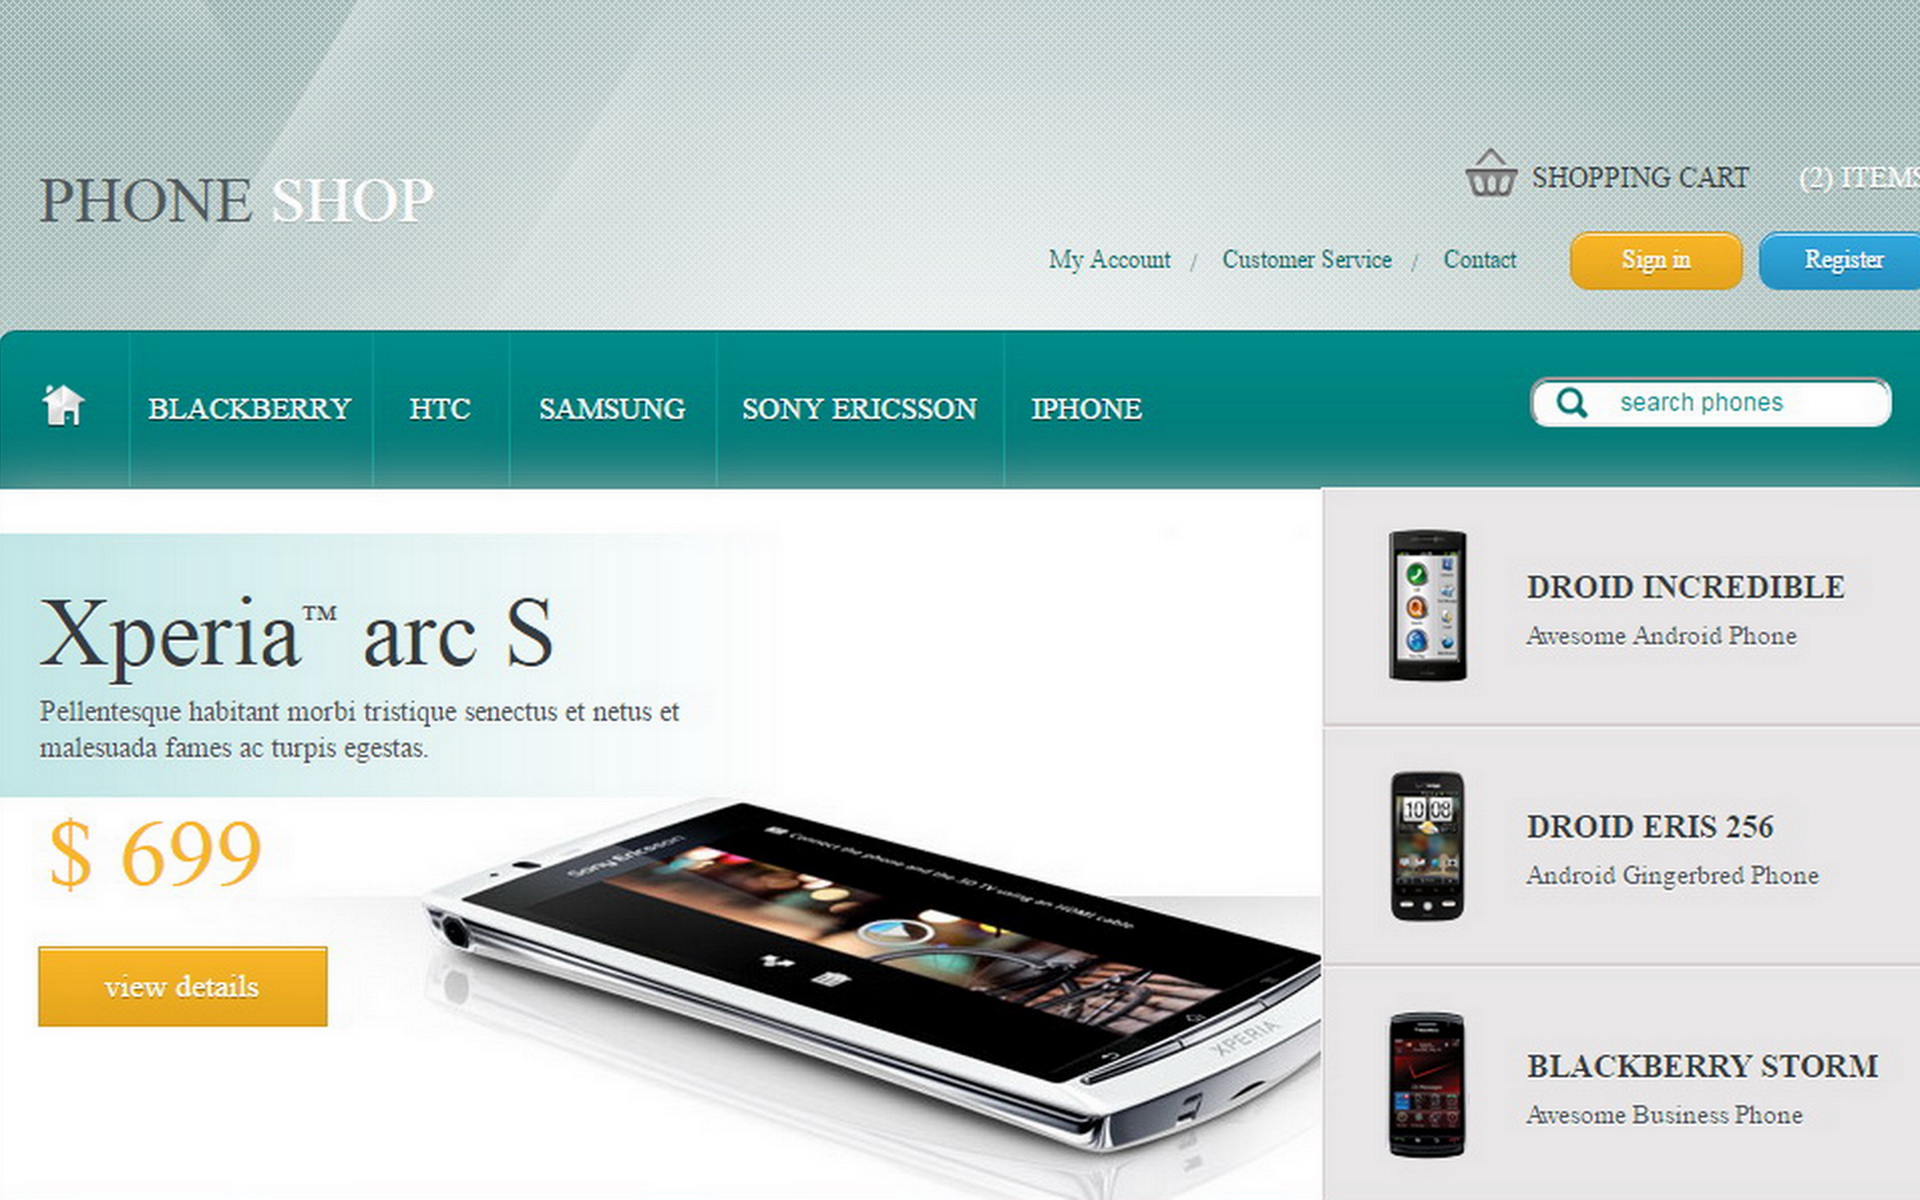 PHONE SHOP
SHOPPING CART (2) ITEMS
My Account / Customer Service / Contact
Sign in
Register
BLACKBERRY
HTC
SAMSUNG
SONY ERICSSON
IPHONE
search phones
Xperia™ arc S
Pellentesque habitant morbi tristique senectus et netus et
malesuada fames ac turpis egestas.
$ 699
view details
Sony Ericsson
Connect the phone and the 3D TV using an HDMI cable.
XPERIA
DROID INCREDIBLE
Awesome Android Phone
10 08
DROID ERIS 256
Android Gingerbred Phone
BLACKBERRY STORM
Awesome Business Phone